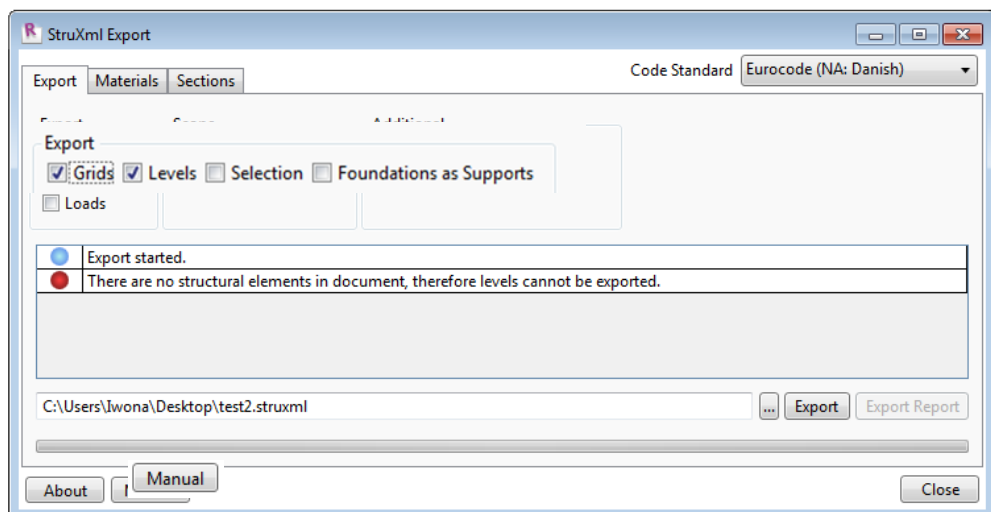 StruXml Export
Export Materials Sections
Code Standard Eurocode (NA: Danish)
Export
Grids Levels Selection Foundations as Supports
Loads
Export started.
There are no structural elements in document, therefore levels cannot be exported.
C:\Users\Iwona\Desktop\test2.struxml
... Export Export Report
About Manual Close